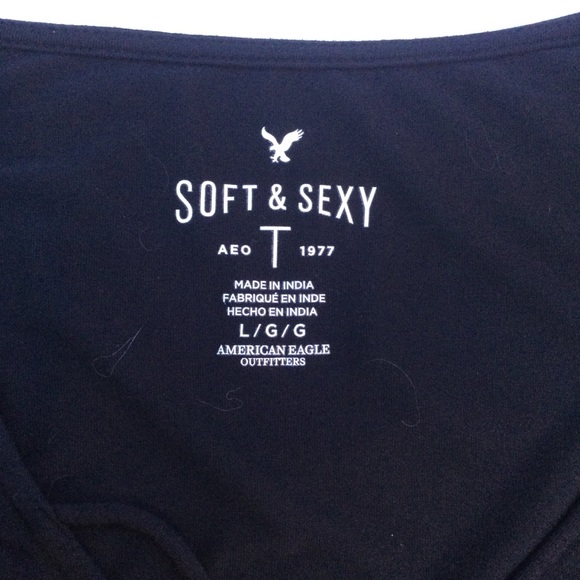 SOFT & SEXY
AEO T 1977
MADE IN INDIA
FABRIQUÉ EN INDE
HECHO EN INDIA
L/G/G
AMERICAN EAGLE
OUTFITTERS